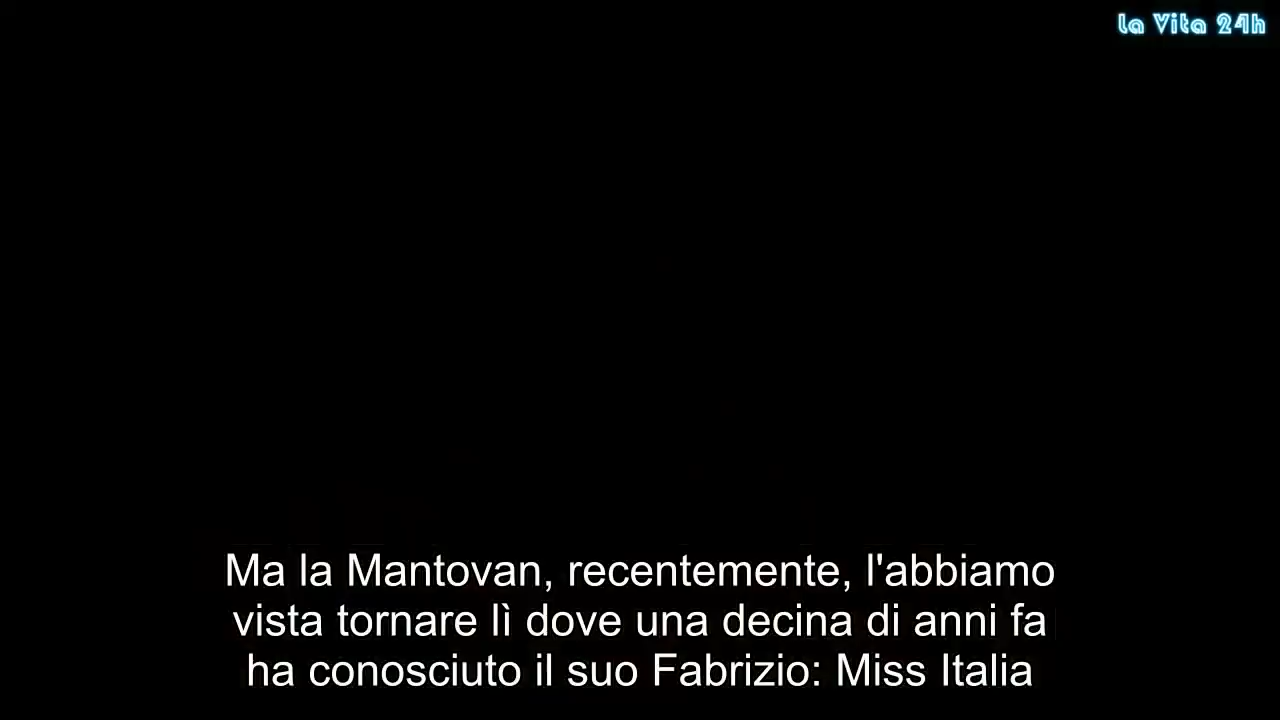 la Vita 24h
Ma la Mantovan, recentemente, l'abbiamo
vista tornare lì dove una decina di anni fa
ha conosciuto il suo Fabrizio: Miss Italia